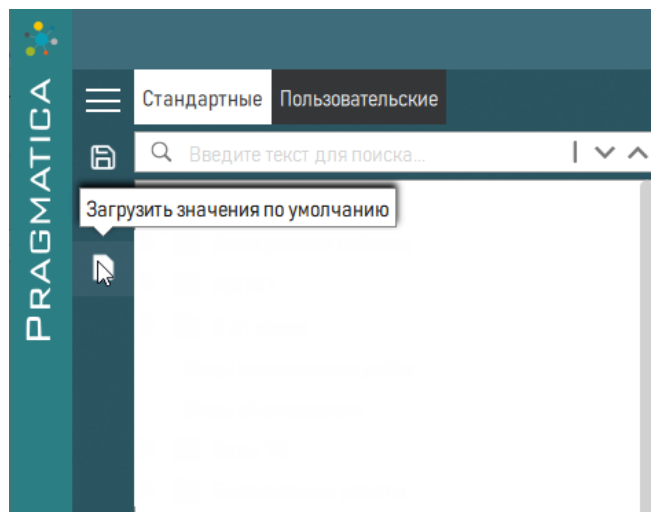 PRAGMATICA
Стандартные Пользовательские
Введите текст для поиска...
Загрузить значения по умолчанию